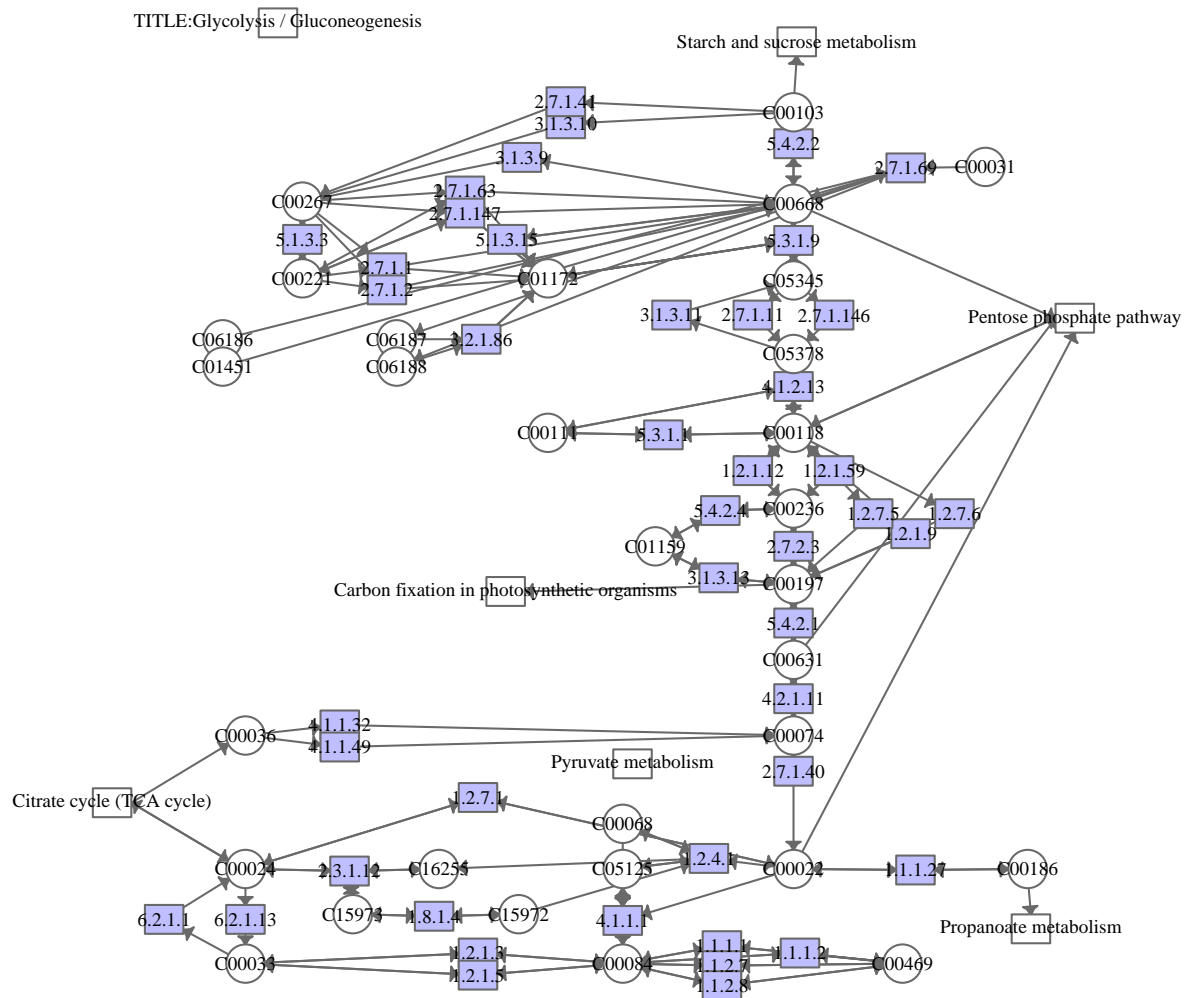 TITLE:Glycolysis / Gluconeogenesis
Starch and sucrose metabolism
2.7.1.41
C00103
3.1.3.10
5.4.2.2
3.1.3.9
2.7.1.69
C00031
2.7.1.63
C00267
C00668
2.7.1.147
5.1.3.3
5.1.3.15
5.3.1.9
2.7.1.1
C00221
C01172
C05345
2.7.1.2
3.1.3.11
2.7.1.11
2.7.1.146
Pentose phosphate pathway
C06186
C06187
3.2.1.86
C05378
C01451
C06188
4.1.2.13
C00111
5.3.1.1
C00118
1.2.1.12
1.2.1.59
5.4.2.4
C00236
1.2.7.5
1.2.7.6
1.2.1.9
C01159
2.7.2.3
3.1.3.13
C00197
Carbon fixation in photosynthetic organisms
5.4.2.1
C00631
4.2.1.11
4.1.1.32
C00036
C00074
4.1.1.49
Pyruvate metabolism
2.7.1.40
Citrate cycle (TCA cycle)
1.2.7.1
C00068
1.2.4.1
C00024
2.3.1.12
C16255
C05125
C00022
1.1.1.27
C00186
6.2.1.1
6.2.1.13
C15973
1.8.1.4
C15972
4.1.1.1
Propanoate metabolism
1.1.1.1
1.2.1.3
1.1.1.2
C00033
C00084
1.1.2.7
C00469
1.2.1.5
1.1.2.8